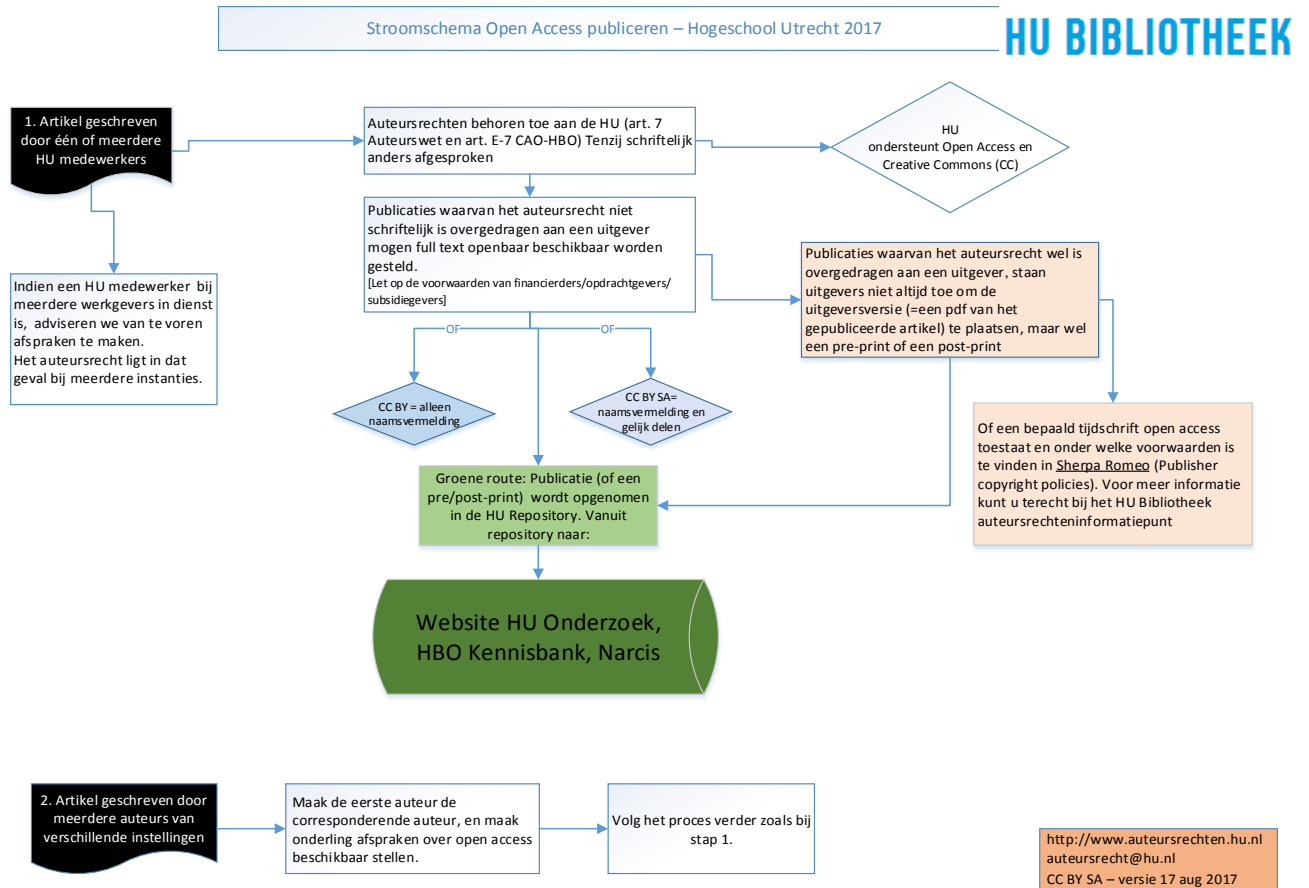 Stroomschema Open Access publiceren – Hogeschool Utrecht 2017
HU BIBLIOTHEEK
1. Artikel geschreven
door één of meerdere
HU medewerkers
Auteursrechten behoren toe aan de HU (art. 7
Auteurswet en art. E-7 CAO-HBO) Tenzij schriftelijk
anders afgesproken
HU
ondersteunt Open Access en
Creative Commons (CC)
Publicaties waarvan het auteursrecht niet
schriftelijk is overgedragen aan een uitgever
mogen full text openbaar beschikbaar worden
gesteld.
[Let op de voorwaarden van financierders/opdrachtgevers/
subsidiegevers]
Publicaties waarvan het auteursrecht wel is
overgedragen aan een uitgever, staan
uitgevers niet altijd toe om de
uitgeversversie (=een pdf van het
gepubliceerde artikel) te plaatsen, maar wel
een pre-print of een post-print
Indien een HU medewerker bij
meerdere werkgevers in dienst
is, adviseren we van te voren
afspraken te maken.
Het auteursrecht ligt in dat
geval bij meerdere instanties.
OF
OF
CC BY = alleen
naamsvermelding
CC BY SA=
naamsvermelding en
gelijk delen
Of een bepaald tijdschrift open access
toestaat en onder welke voorwaarden is
te vinden in Sherpa Romeo (Publisher
copyright policies). Voor meer informatie
kunt u terecht bij het HU Bibliotheek
auteursrechteninformatiepunt
Groene route: Publicatie (of een
pre/post-print) wordt opgenomen
in de HU Repository. Vanuit
repository naar:
Website HU Onderzoek,
HBO Kennisbank, Narcis
2. Artikel geschreven door
meerdere auteurs van
verschillende instellingen
Maak de eerste auteur de
corresponderende auteur, en maak
onderling afspraken over open access
beschikbaar stellen.
Volg het proces verder zoals bij
stap 1.
http://www.auteursrechten.hu.nl
auteursrecht@hu.nl
CC BY SA – versie 17 aug 2017